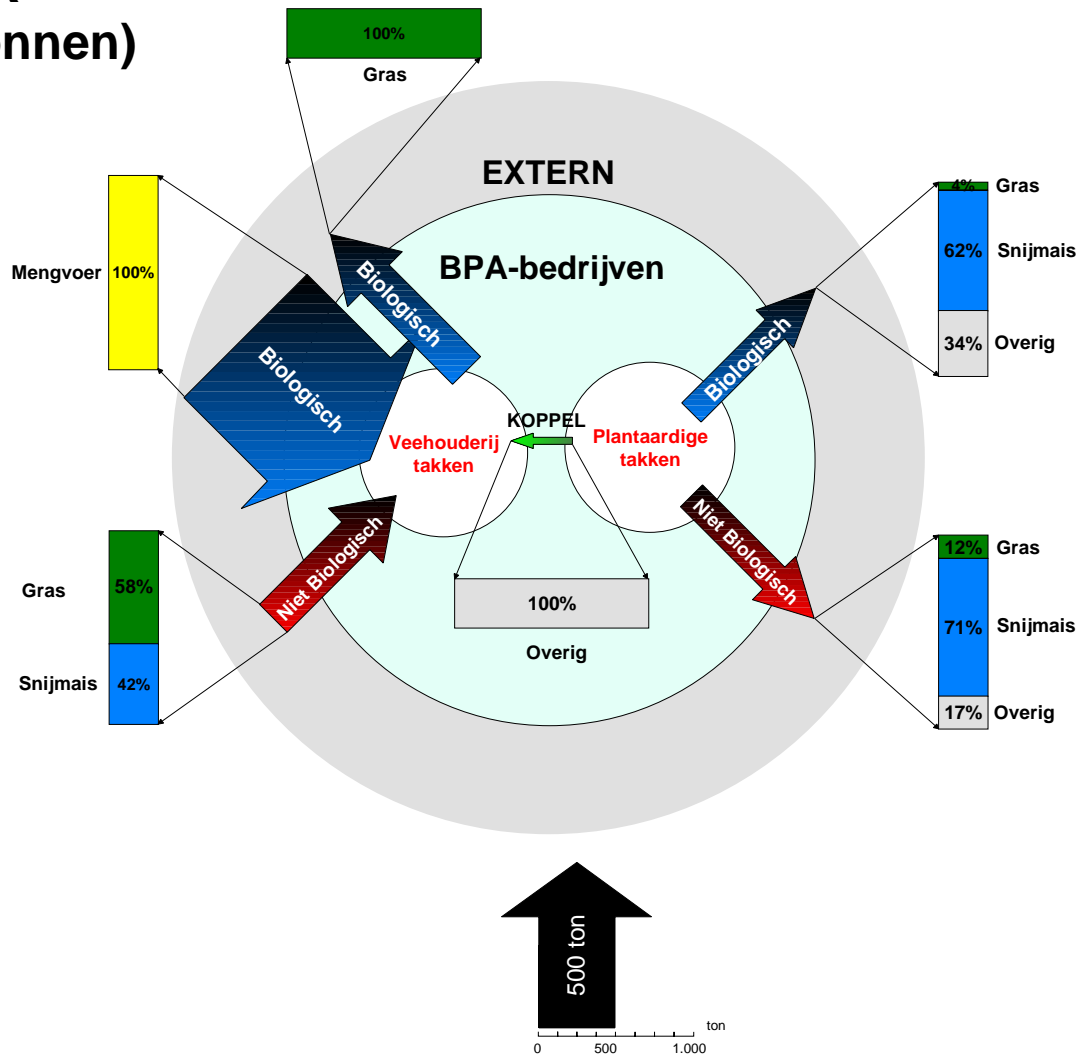 nnen)
100%
Gras
EXTERN
BPA-bedrijven
Mengvoer
100%
Biologisch
Biologisch
Biologisch
4%
Gras
62%
Snijmais
34%
Overig
KOPPEL
Veehouderij
takken
Plantaardige
takken
Gras
58%
Snijmais
42%
Niet Biologisch
Niet Biologisch
100%
Overig
12%
Gras
71%
Snijmais
17%
Overig
500 ton
ton
0 500 1.000